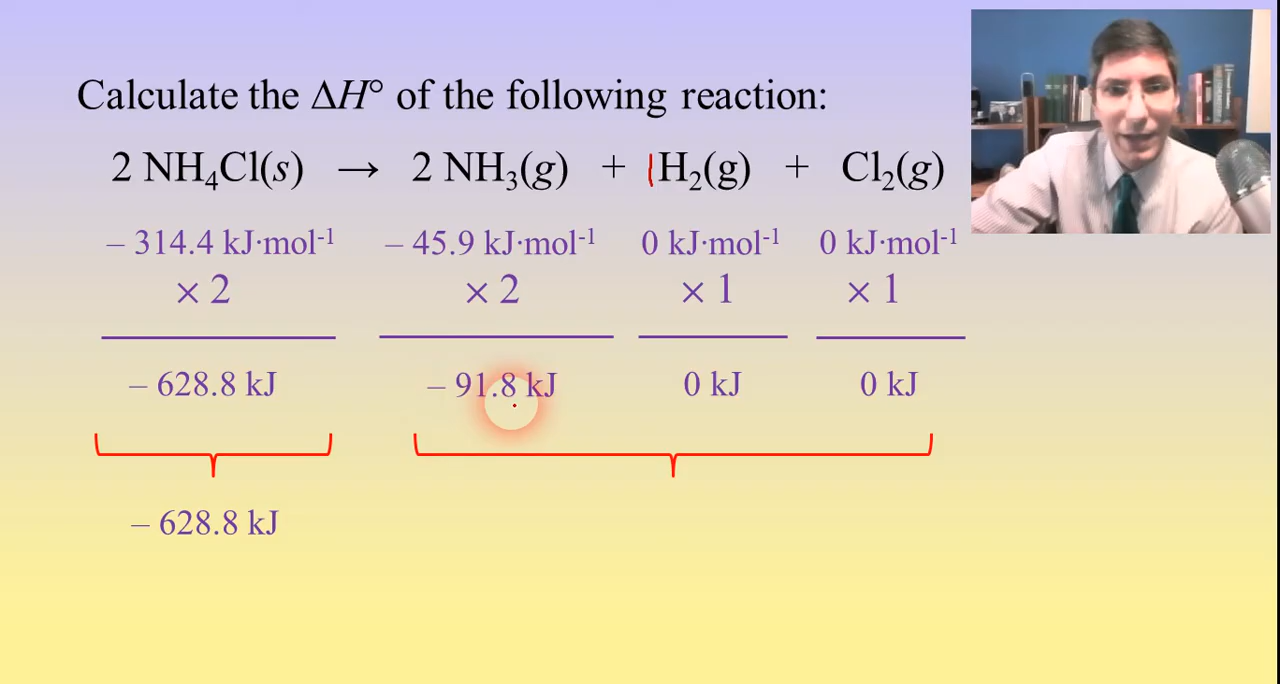 Calculate the ΔH° of the following reaction:
2 NH₄Cl(s) → 2 NH₃(g) + 1H₂(g) + Cl₂(g)
– 314.4 kJ·mol⁻¹ – 45.9 kJ·mol⁻¹ 0 kJ·mol⁻¹ 0 kJ·mol⁻¹
× 2 × 2 × 1 × 1
– 628.8 kJ – 91.8 kJ 0 kJ 0 kJ
– 628.8 kJ